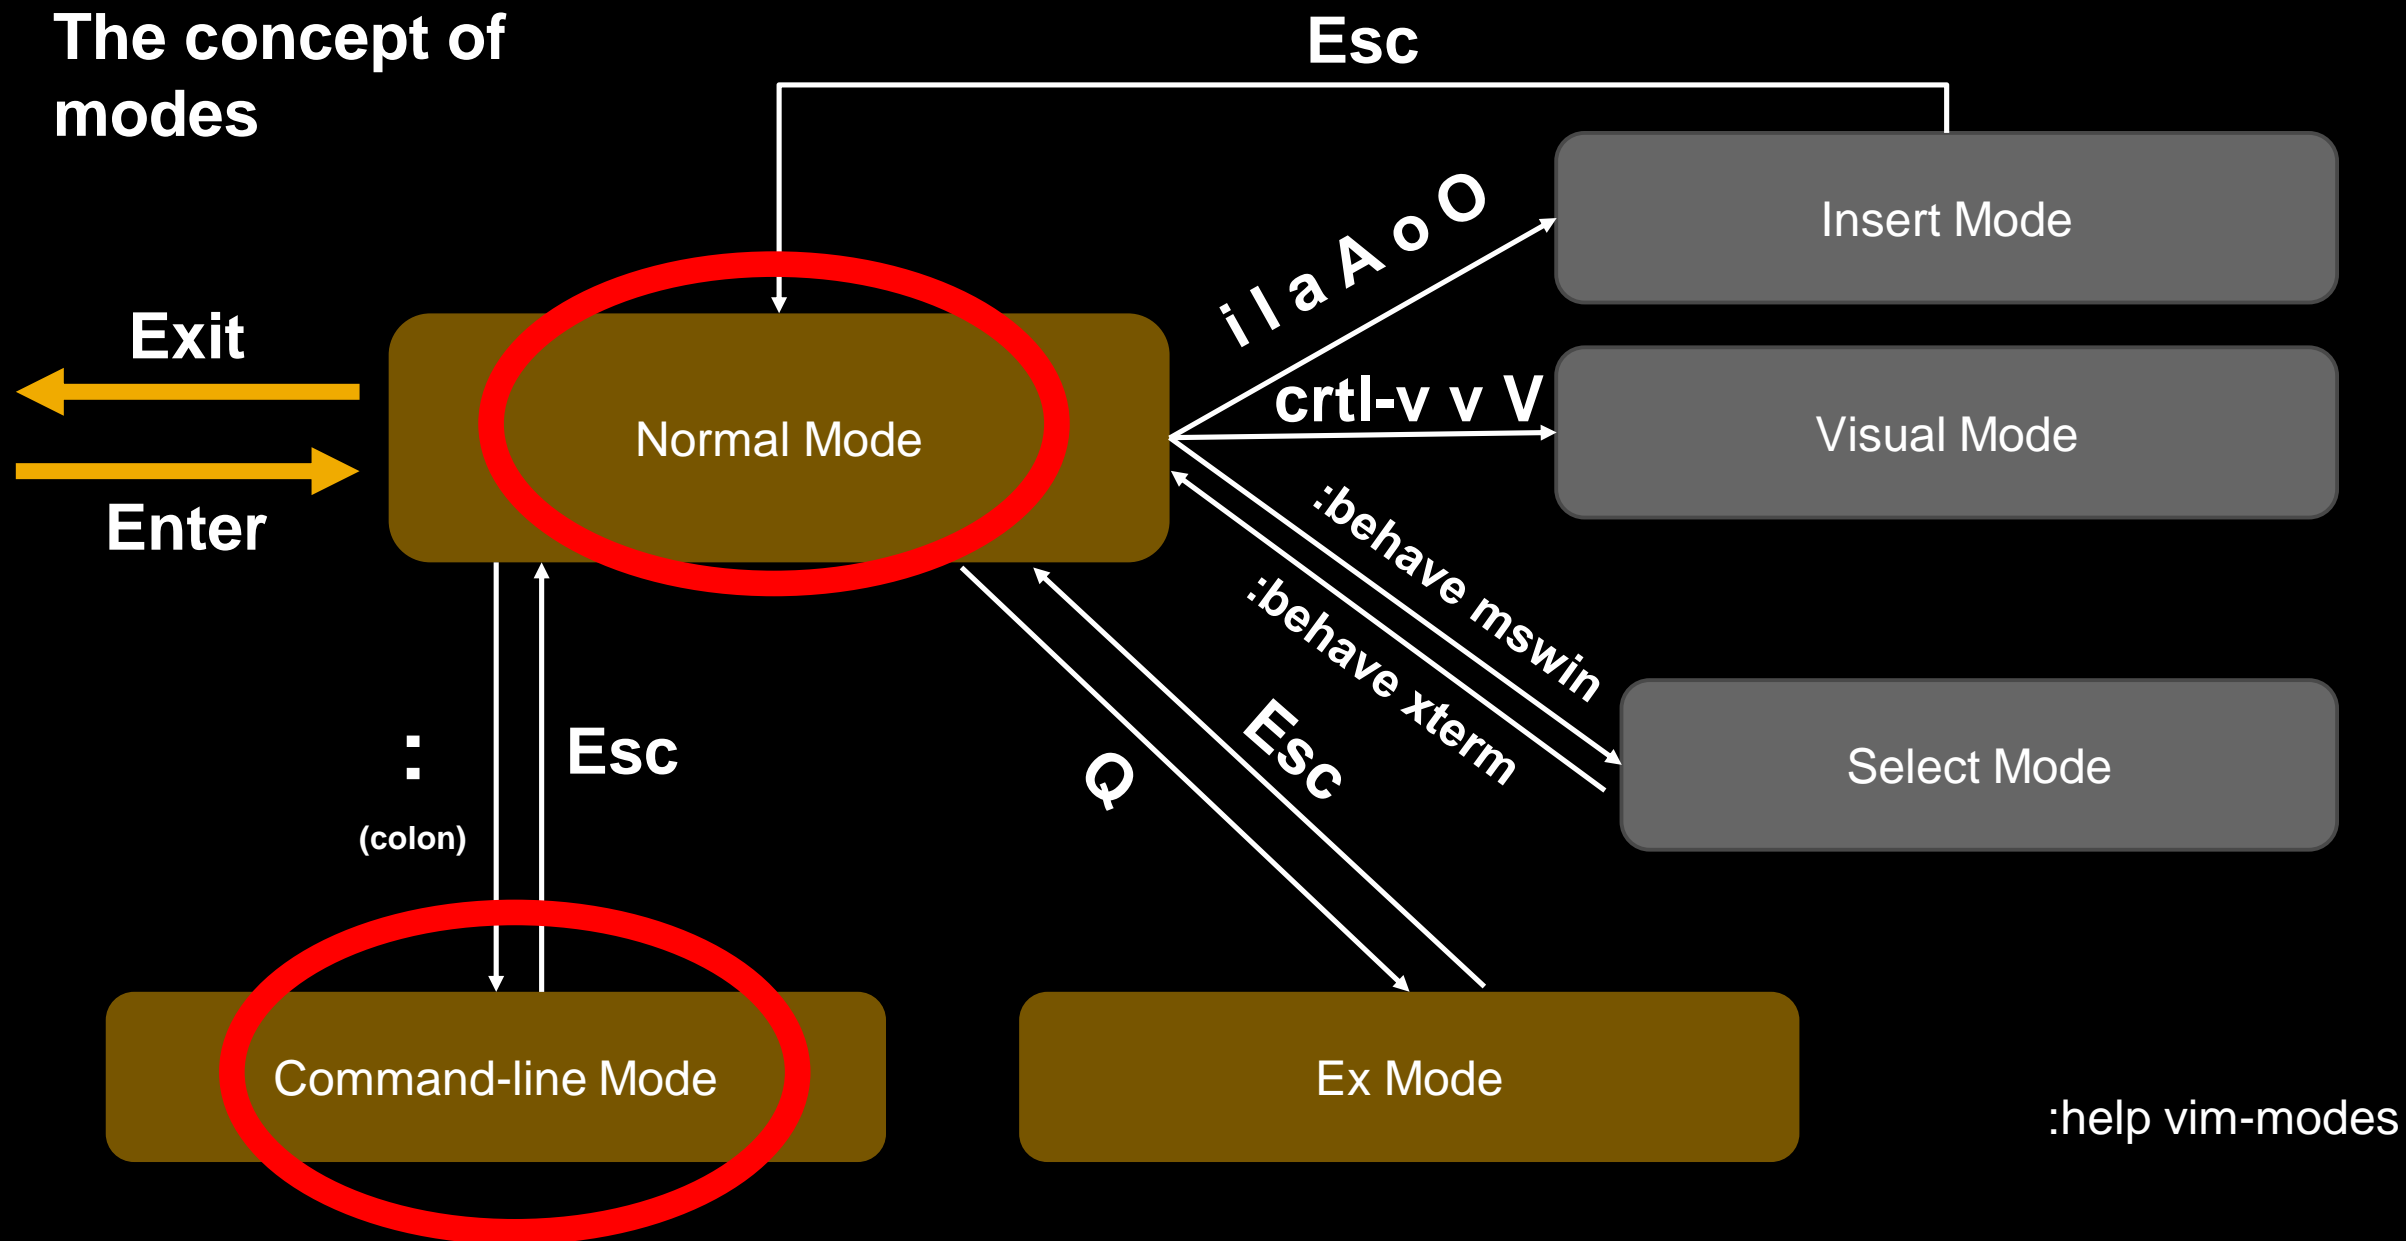 The concept of
modes
Esc
Insert Mode
i I a A o O
Exit
crtl-v v V
Normal Mode
Visual Mode
Enter
:behave mswin
:behave xterm
:
(colon)
Esc
Q
Esc
Select Mode
Command-line Mode
Ex Mode
:help vim-modes